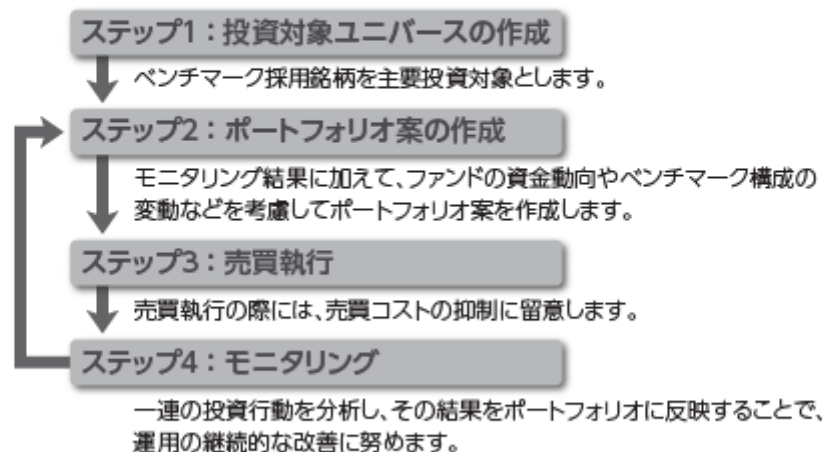 ステップ1：投資対象ユニバースの作成
ベンチマーク採用銘柄を主要投資対象とします。
ステップ2：ポートフォリオ案の作成
モニタリング結果に加えて、ファンドの資金動向やベンチマーク構成の
変動などを考慮してポートフォリオ案を作成します。
ステップ3：売買執行
売買執行の際には、売買コストの抑制に留意します。
ステップ4：モニタリング
一連の投資行動を分析し、その結果をポートフォリオに反映することで、
運用の継続的な改善に努めます。